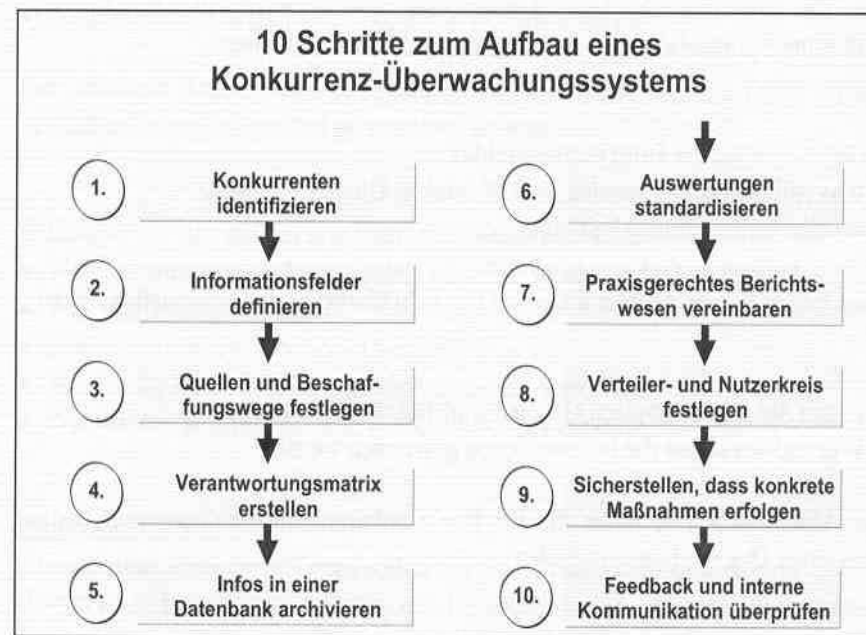 10 Schritte zum Aufbau eines
Konkurrenz-Überwachungssystems
1.
Konkurrenten
identifizieren
2.
Informationsfelder
definieren
3.
Quellen und Beschaf-
fungswege festlegen
4.
Verantwortungsmatrix
erstellen
5.
Infos in einer
Datenbank archivieren
6.
Auswertungen
standardisieren
7.
Praxisgerechtes Berichts-
wesen vereinbaren
8.
Verteiler- und Nutzerkreis
festlegen
9.
Sicherstellen, dass konkrete
Maßnahmen erfolgen
10.
Feedback und interne
Kommunikation überprüfen